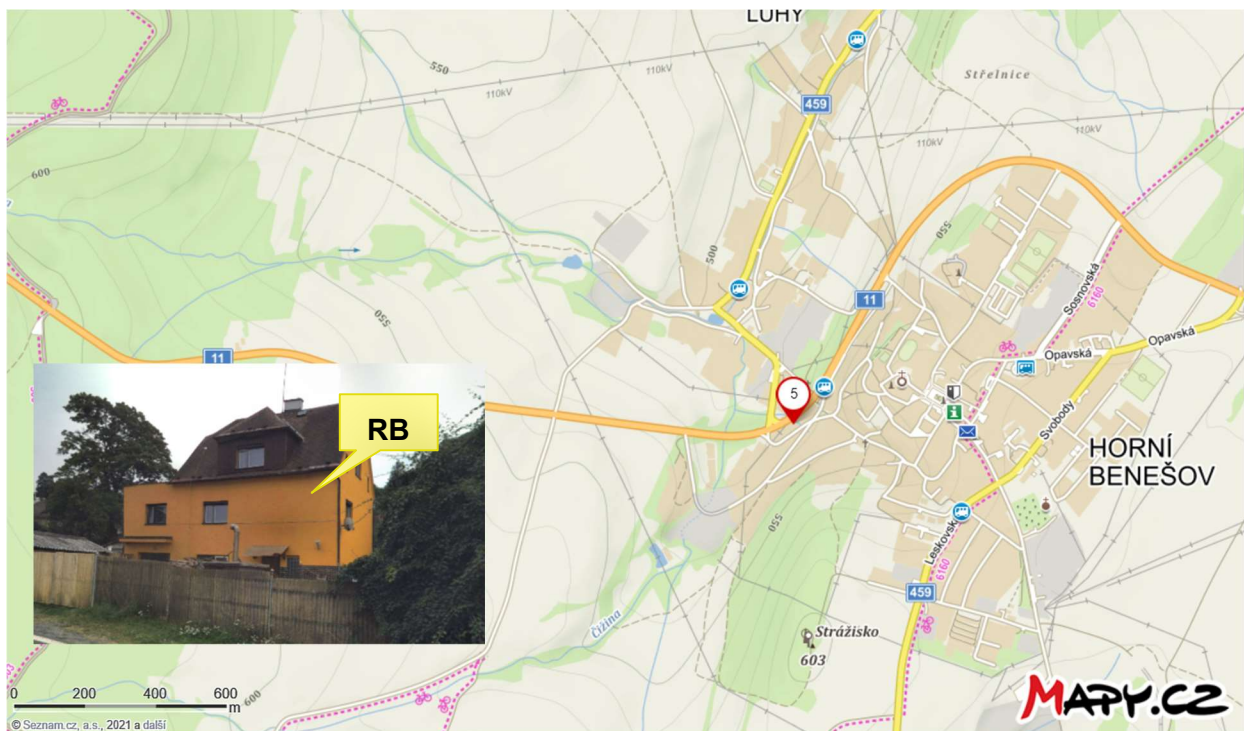 LUHY
550
110kV
110kV
459
Střelnice
110kV
110kV
600
500
550
Sosnovská
6160
11
550
Opavská
Opavská
11
5
RB
Svobody
HORNÍ
BENEŠOV
550
Leskovská
6160
459
Čížina
Strážisko
603
600
0 200 400 600
m
© Seznam.cz, a.s., 2021 a další
MAPY.CZ